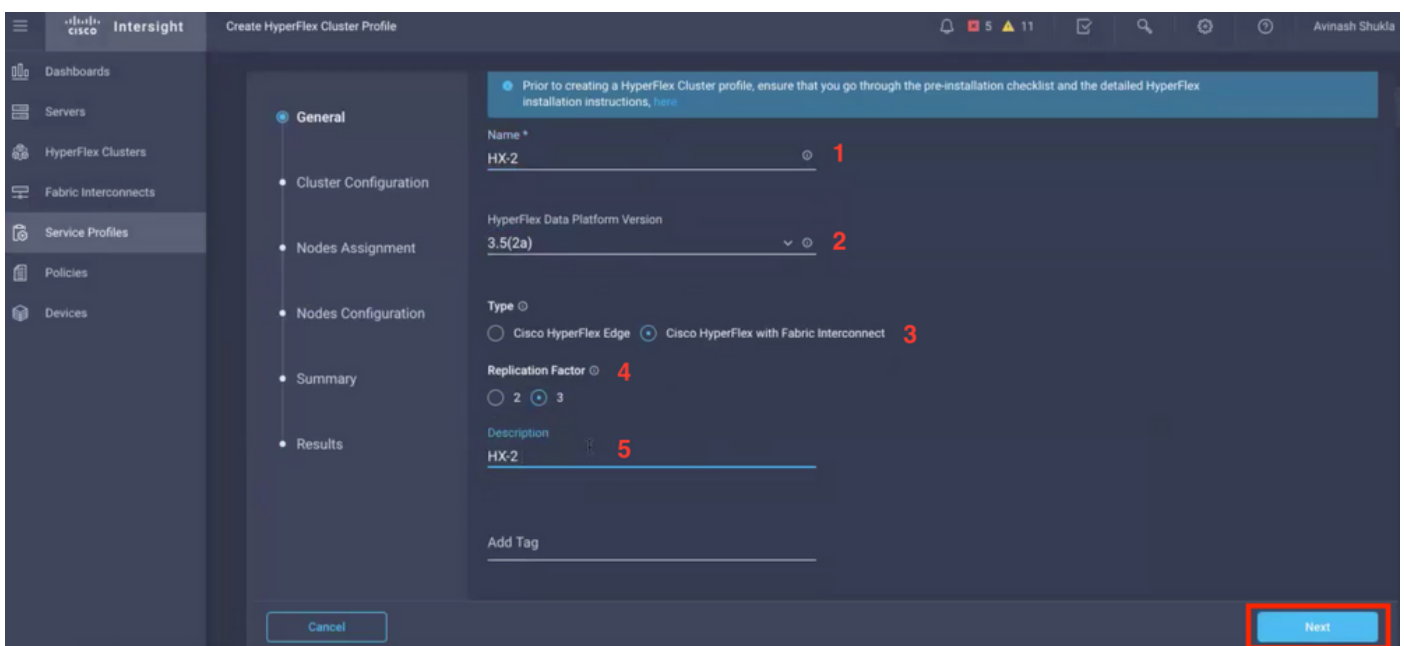 cisco Intersight
Create HyperFlex Cluster Profile
5
11
Avinash Shukla
Dashboards
Servers
HyperFlex Clusters
Fabric Interconnects
Service Profiles
Policies
Devices
General
Cluster Configuration
Nodes Assignment
Nodes Configuration
Summary
Results
Prior to creating a HyperFlex Cluster profile, ensure that you go through the pre-installation checklist and the detailed HyperFlex
installation instructions, here
Name *
HX-2
1
HyperFlex Data Platform Version
3.5(2a)
2
Type
Cisco HyperFlex Edge
Cisco HyperFlex with Fabric Interconnect
3
Replication Factor
4
2
3
Description
HX-2
5
Add Tag
Cancel
Next